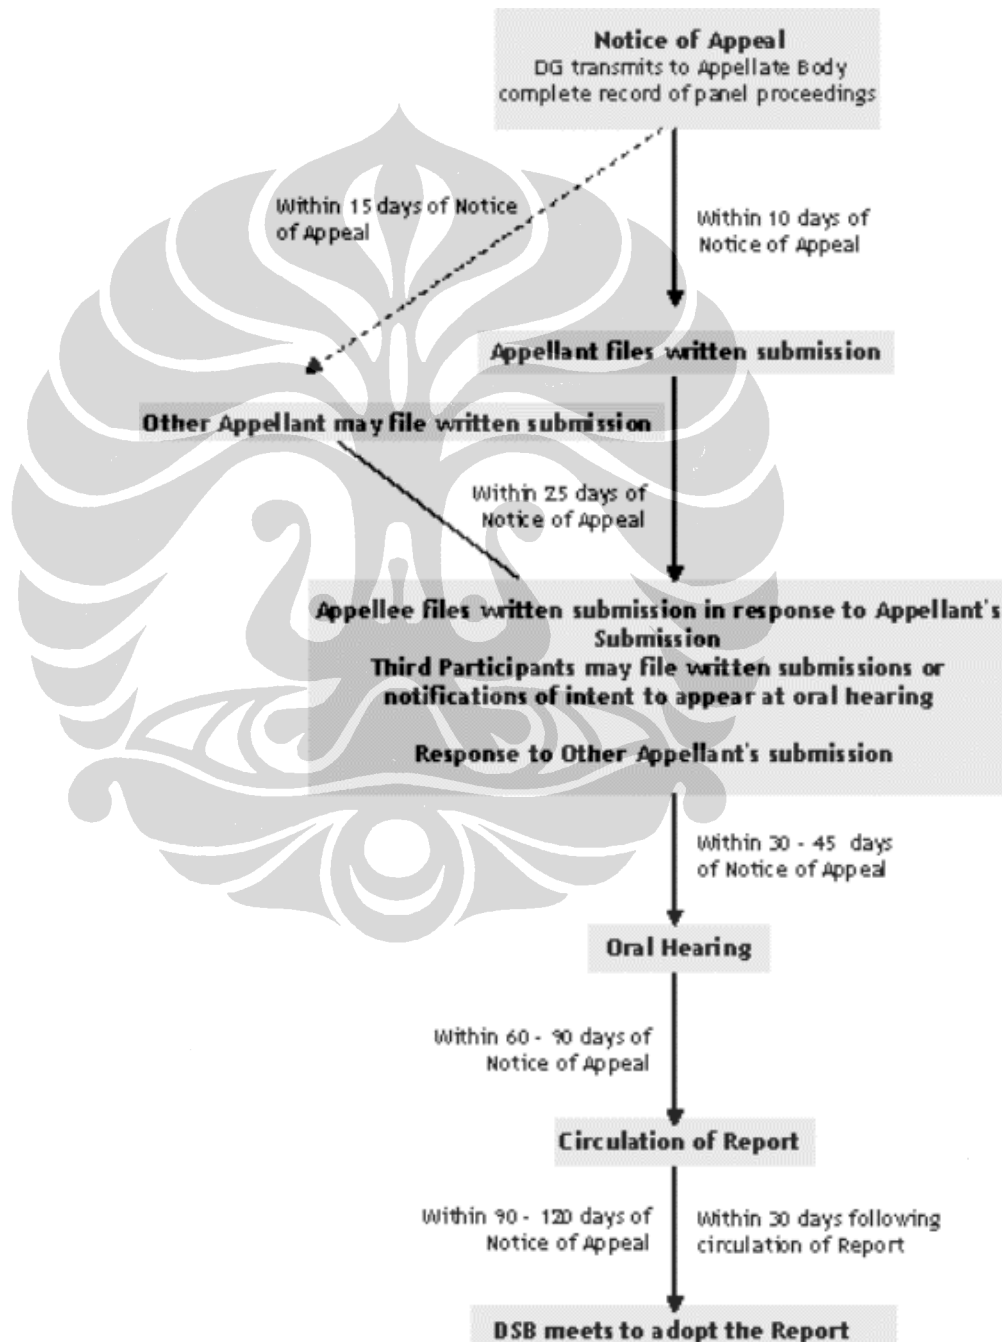 Notice of Appeal
DG transmits to Appellate Body
complete record of panel proceedings
Within 15 days of Notice
of Appeal
Within 10 days of
Notice of Appeal
Appellant files written submission
Other Appellant may file written submission
Within 25 days of
Notice of Appeal
Appellee files written submission in response to Appellant's
Submission
Third Participants may file written submissions or
notifications of intent to appear at oral hearing
Response to Other Appellant's submission
Within 30 - 45 days
of Notice of Appeal
Oral Hearing
Within 60 - 90 days of
Notice of Appeal
Circulation of Report
Within 90 - 120 days of
Notice of Appeal
Within 30 days following
circulation of Report
DSB meets to adopt the Report